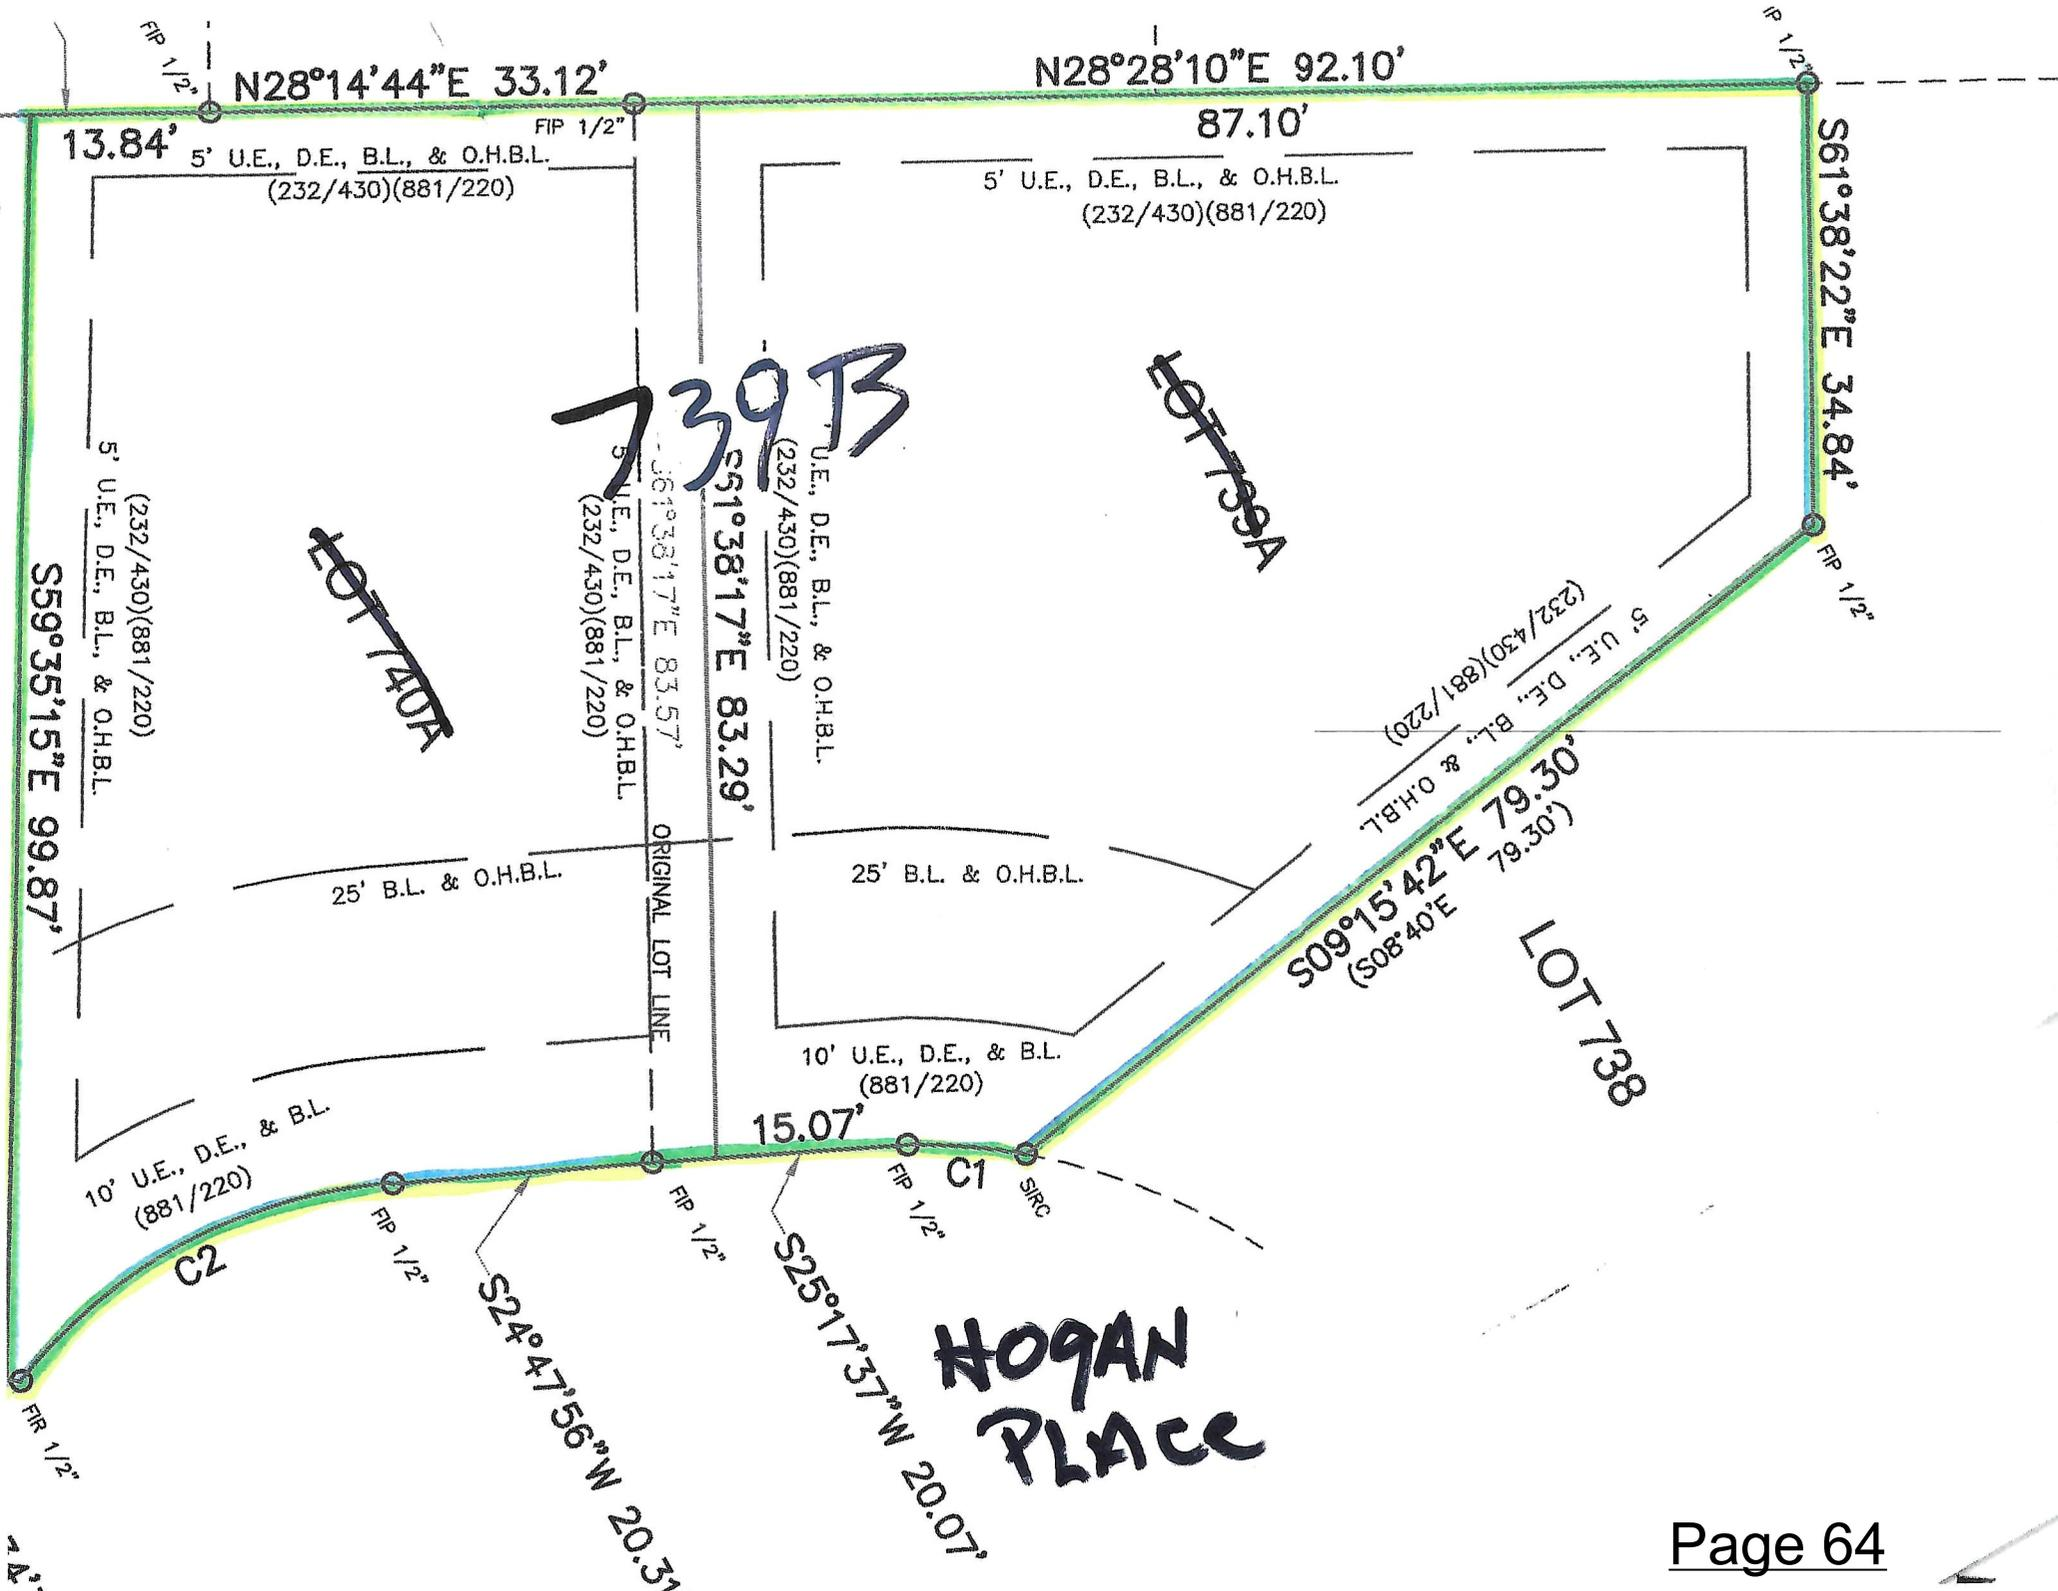 FIP 1/2"
N28°14'44"E 33.12'
N28°28'10"E 92.10'
IP 1/2"
13.84'
FIP 1/2"
87.10'
5' U.E., D.E., B.L., & O.H.B.L.
(232/430)(881/220)
5' U.E., D.E., B.L., & O.H.B.L.
(232/430)(881/220)
S61°38'22"E 34.84'
739B
LOT 740A
LOT 739A
S59°35'15"E 99.87'
5' U.E., D.E., B.L., & O.H.B.L.
(232/430)(881/220)
5' U.E., D.E., B.L., & O.H.B.L.
(232/430)(881/220)
S61°38'17"E 83.57'
ORIGINAL LOT LINE
S61°38'17"E 83.29'
U.E., D.E., B.L., & O.H.B.L.
(232/430)(881/220)
FIP 1/2"
5' U.E., D.E., B.L., & O.H.B.L.
(232/430)(881/220)
S09°15'42"E 79.30'
(S08°40'E 79.30')
LOT 738
25' B.L. & O.H.B.L.
25' B.L. & O.H.B.L.
10' U.E., D.E., & B.L.
(881/220)
10' U.E., D.E., & B.L.
(881/220)
15.07'
C1
C2
FIP 1/2"
FIP 1/2"
FIP 1/2"
SIRC
FIR 1/2"
S24°47'56"W 20.31
S25°17'37"W 20.07'
HOGAN
PLACE
Page 64